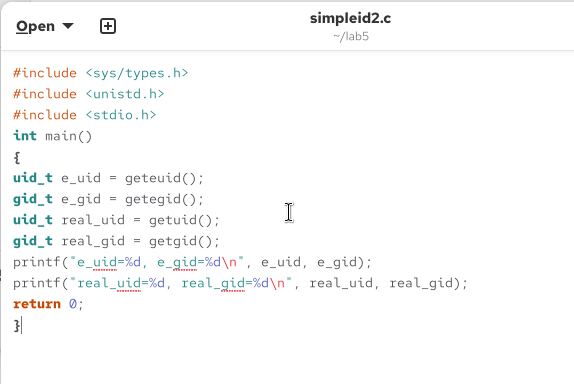 Open
simpleid2.c
~/lab5
#include <sys/types.h>
#include <unistd.h>
#include <stdio.h>
int main()
{
uid_t e_uid = geteuid();
gid_t e_gid = getegid();
uid_t real_uid = getuid();
gid_t real_gid = getgid();
printf("e_uid=%d, e_gid=%d\n", e_uid, e_gid);
printf("real_uid=%d, real_gid=%d\n", real_uid, real_gid);
return 0;
}